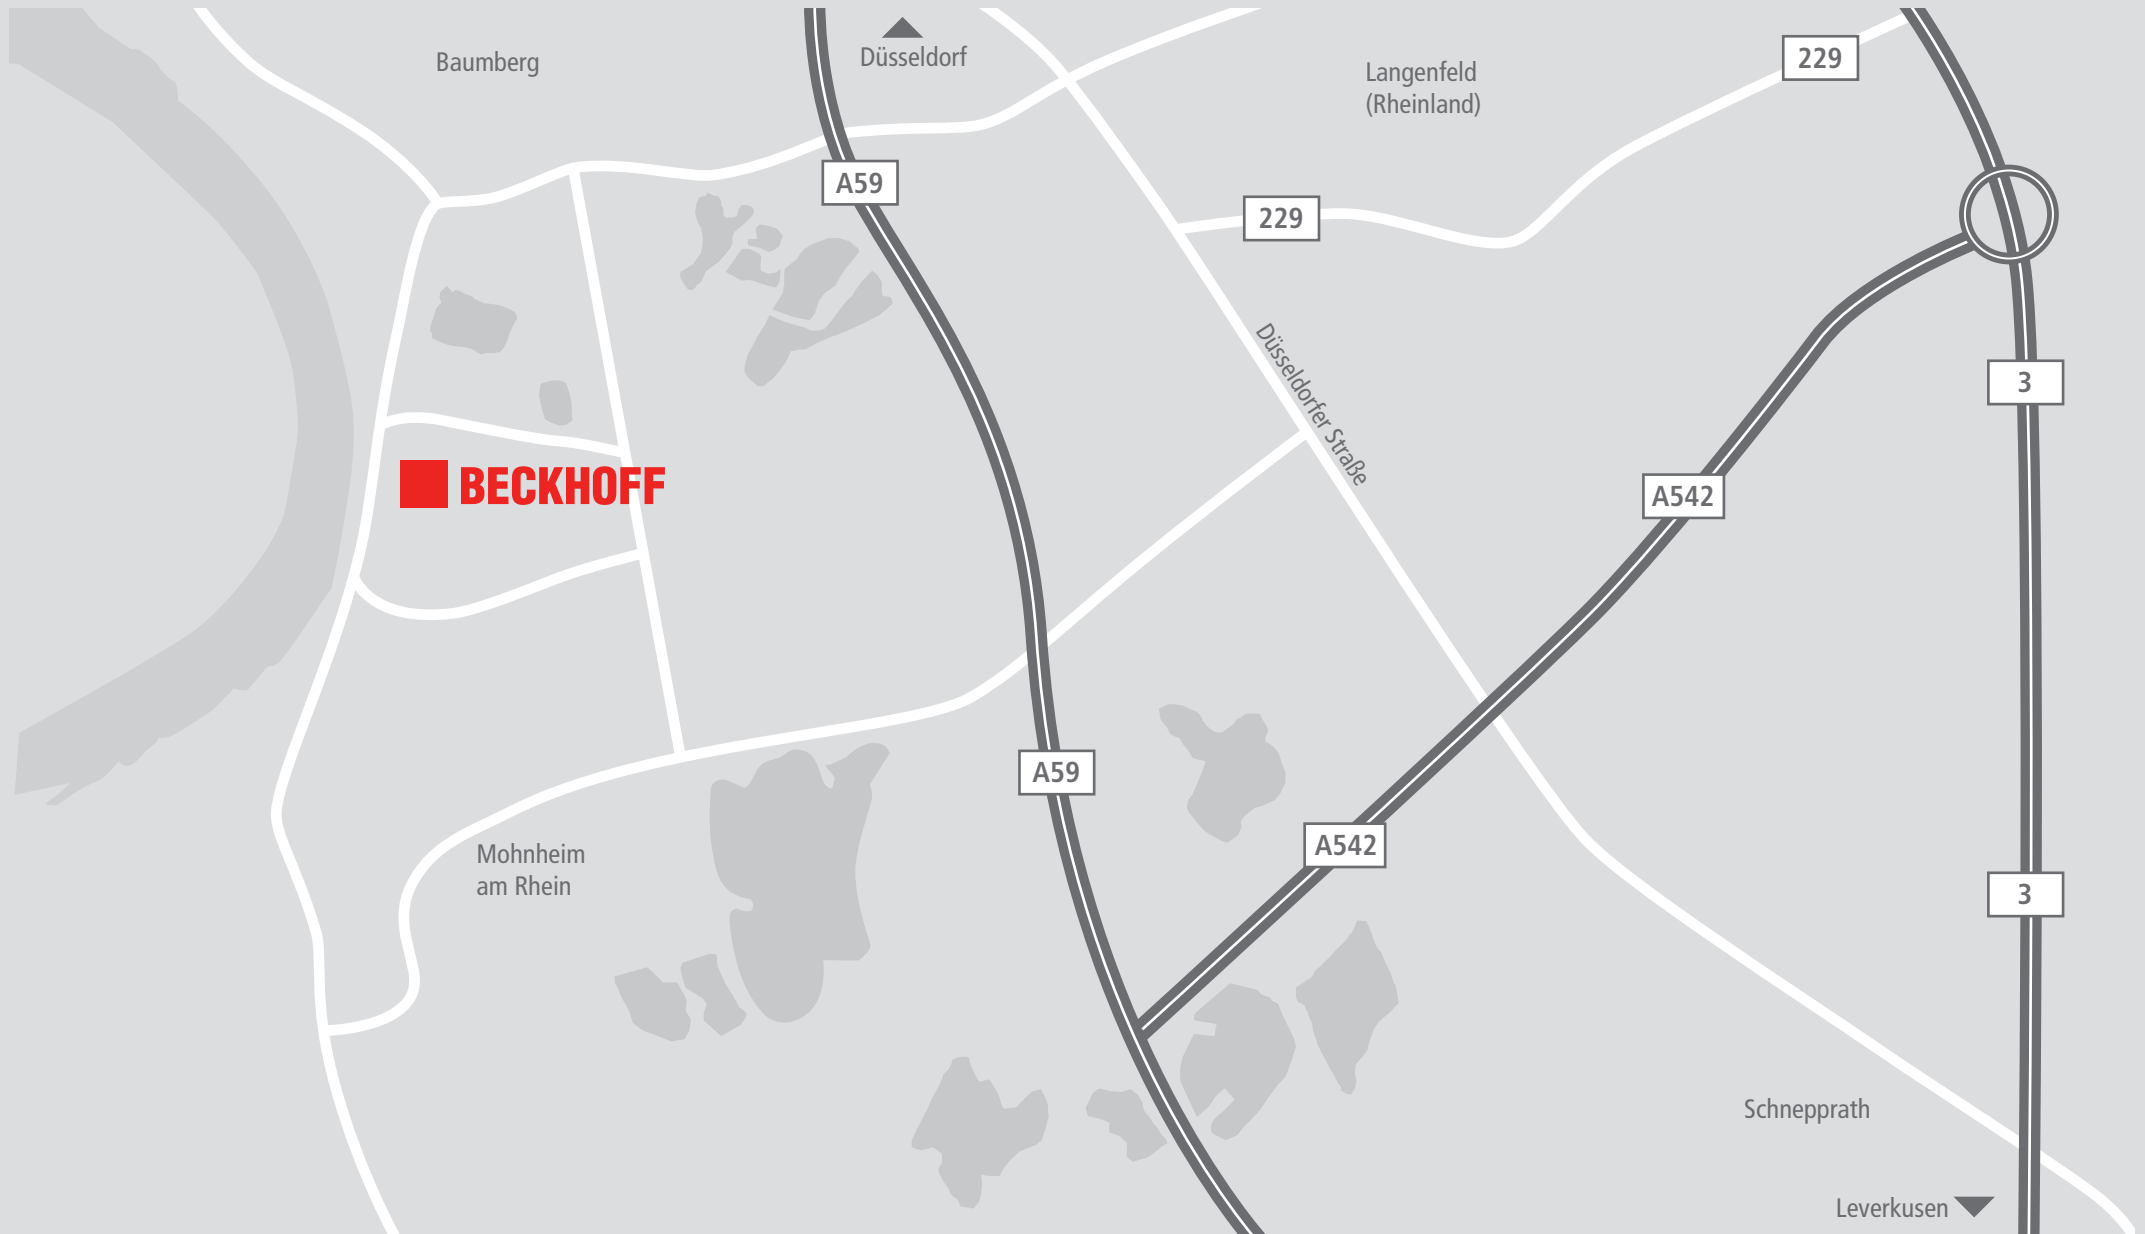 Baumberg
Düsseldorf
Langenfeld
(Rheinland)
229
A59
229
Düsseldorfer Straße
3
BECKHOFF
A542
A59
A542
Mohnheim
am Rhein
3
Schnepprath
Leverkusen